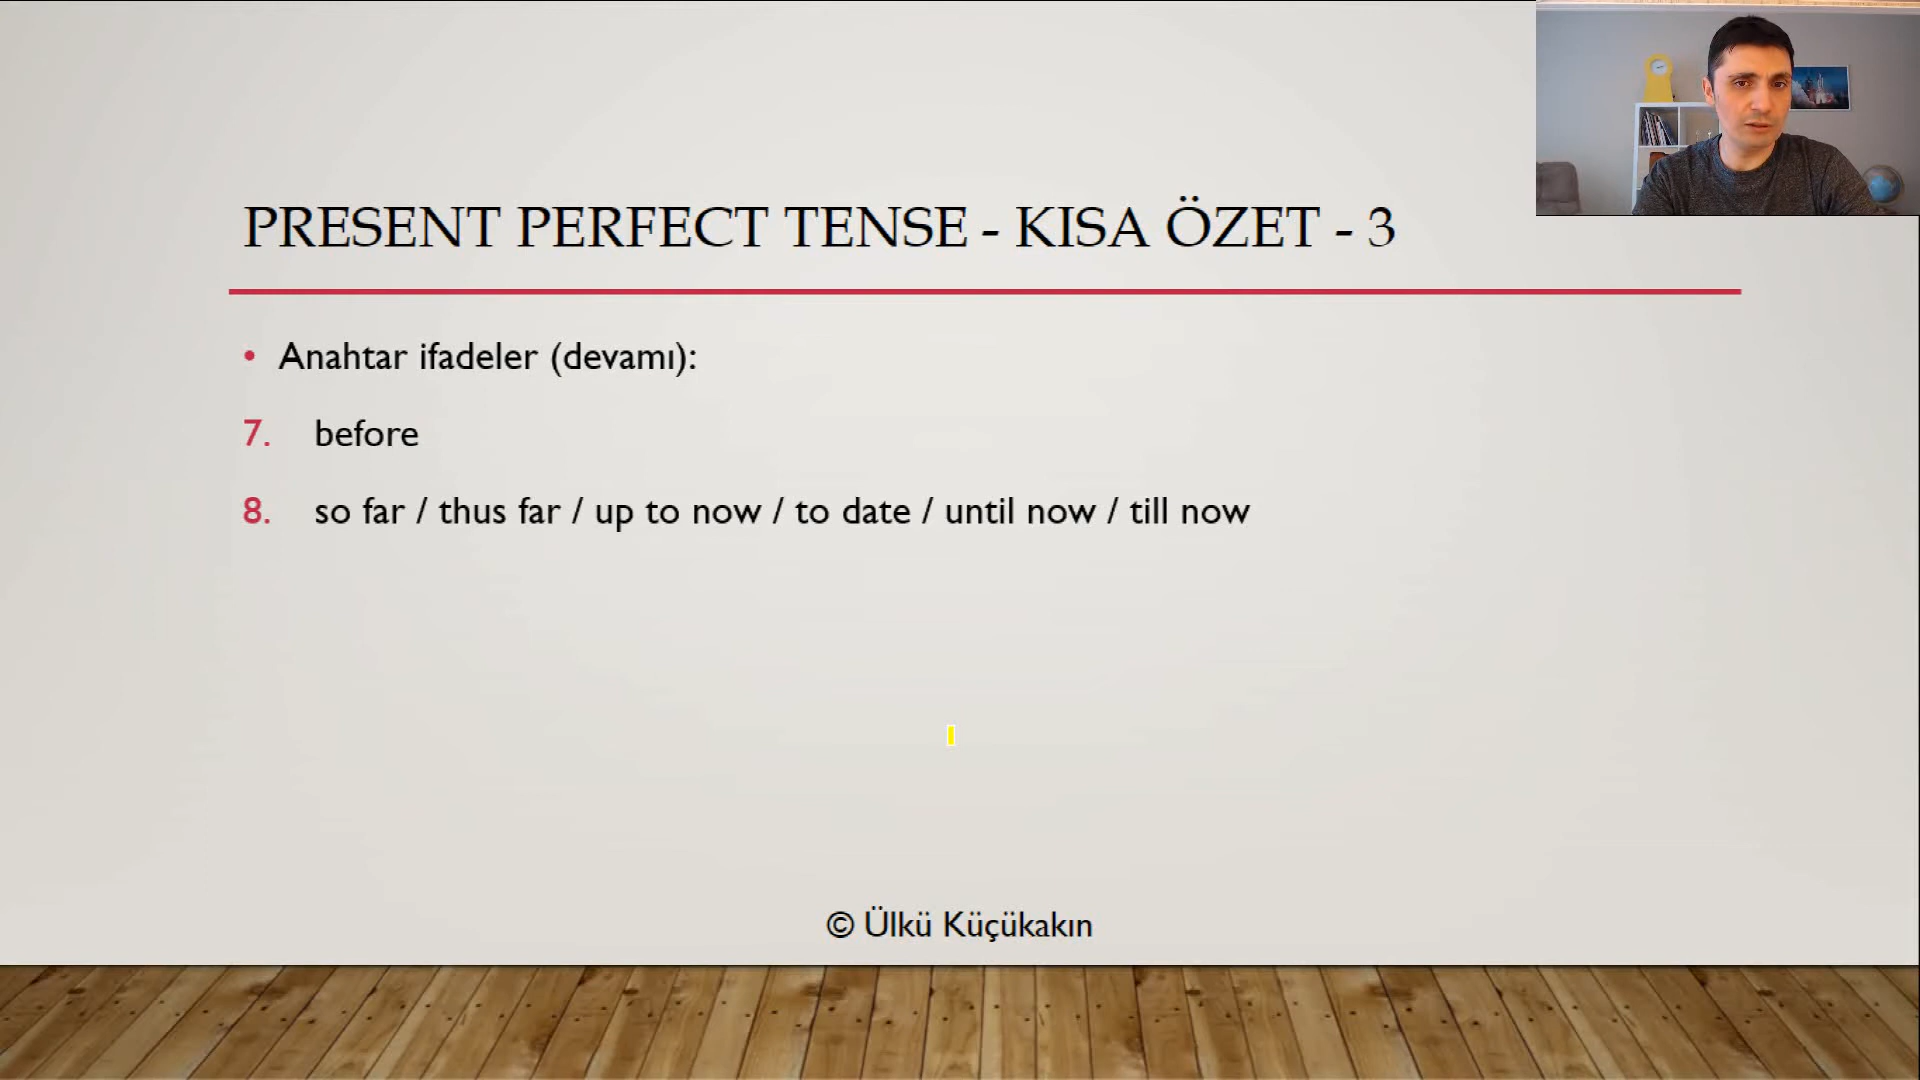 PRESENT PERFECT TENSE - KISA ÖZET - 3
• Anahtar ifadeler (devamı):
7. before
8. so far / thus far / up to now / to date / until now / till now
© Ülkü Küçükakın